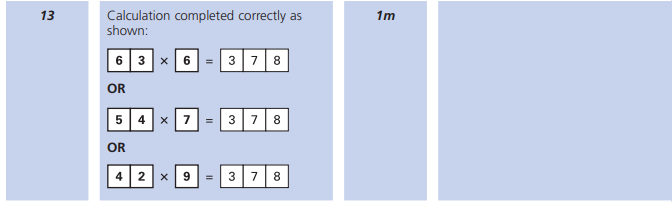 13 Calculation completed correctly as 1m
shown:
6 3 × 6 = 3 7 8
OR
5 4 × 7 = 3 7 8
OR
4 2 × 9 = 3 7 8